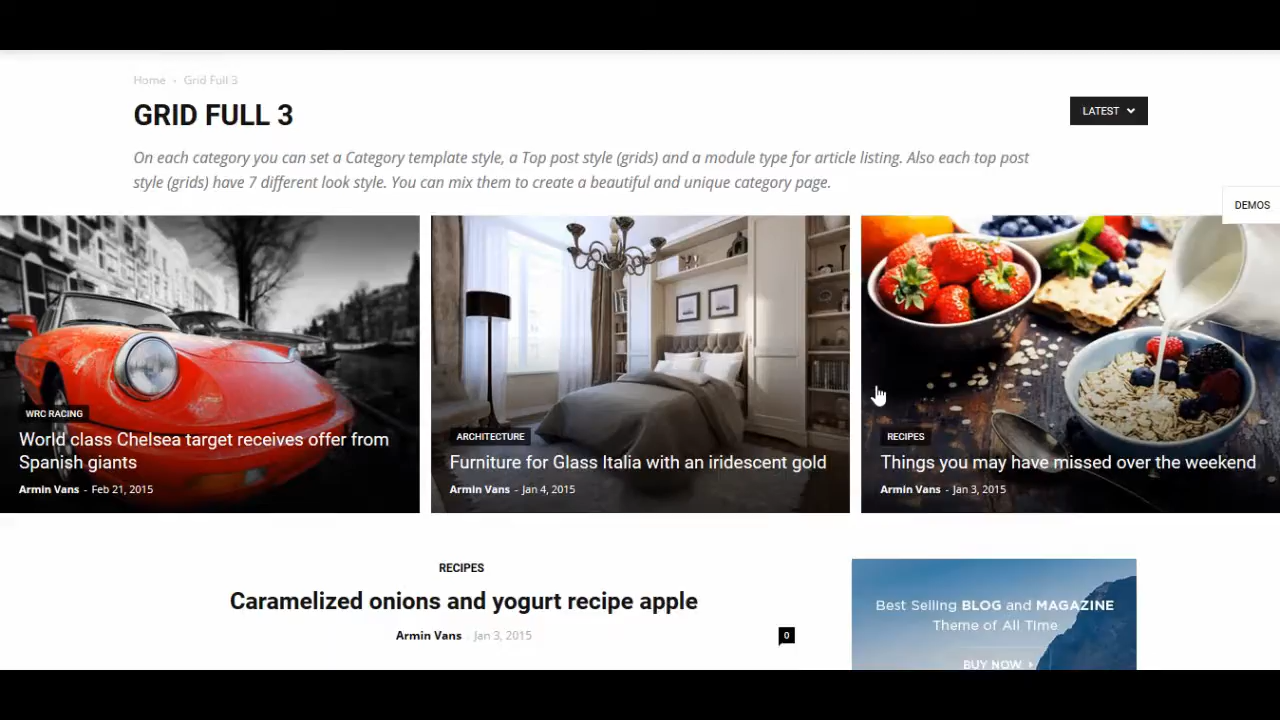 Home • Grid Full 3
GRID FULL 3
LATEST
On each category you can set a Category template style, a Top post style (grids) and a module type for article listing. Also each top post
style (grids) have 7 different look style. You can mix them to create a beautiful and unique category page.
DEMOS
WRC RACING
World class Chelsea target receives offer from
Spanish giants
Armin Vans - Feb 21, 2015
ARCHITECTURE
Furniture for Glass Italia with an iridescent gold
Armin Vans - Jan 4, 2015
RECIPES
Things you may have missed over the weekend
Armin Vans - Jan 3, 2015
RECIPES
Caramelized onions and yogurt recipe apple
Armin Vans - Jan 3, 2015
0
Best Selling BLOG and MAGAZINE
Theme of All Time
BUY NOW